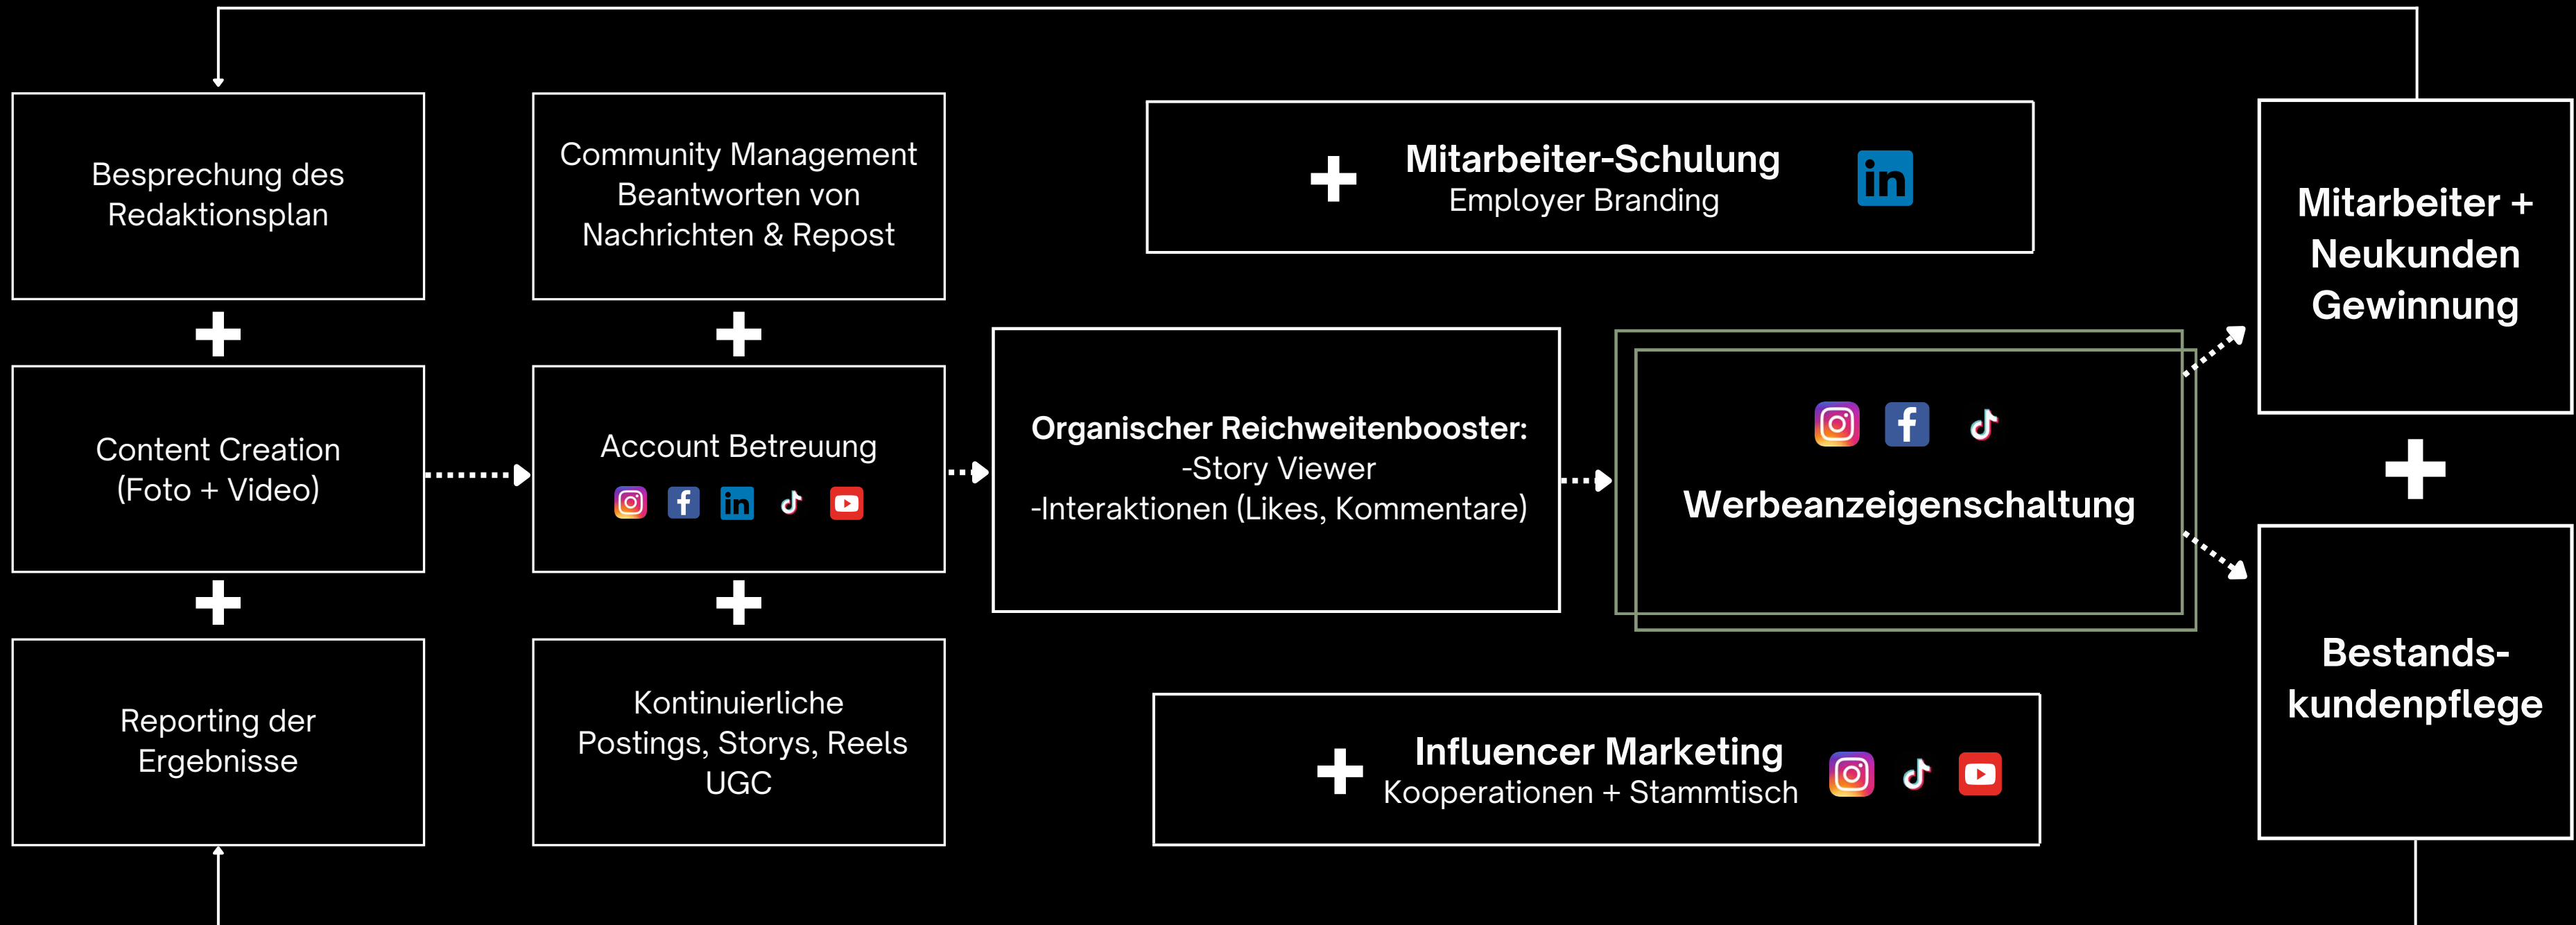 Besprechung des
Redaktionsplan
Content Creation
(Foto + Video)
Reporting der
Ergebnisse
Community Management
Beantworten von
Nachrichten & Repost
Account Betreuung
Kontinuierliche
Postings, Storys, Reels
UGC
Mitarbeiter-Schulung
Employer Branding
in
Organischer Reichweitenbooster:
-Story Viewer
-Interaktionen (Likes, Kommentare)
Werbeanzeigenschaltung
Influencer Marketing
Kooperationen + Stammtisch
Mitarbeiter +
Neukunden
Gewinnung
Bestands-
kundenpflege